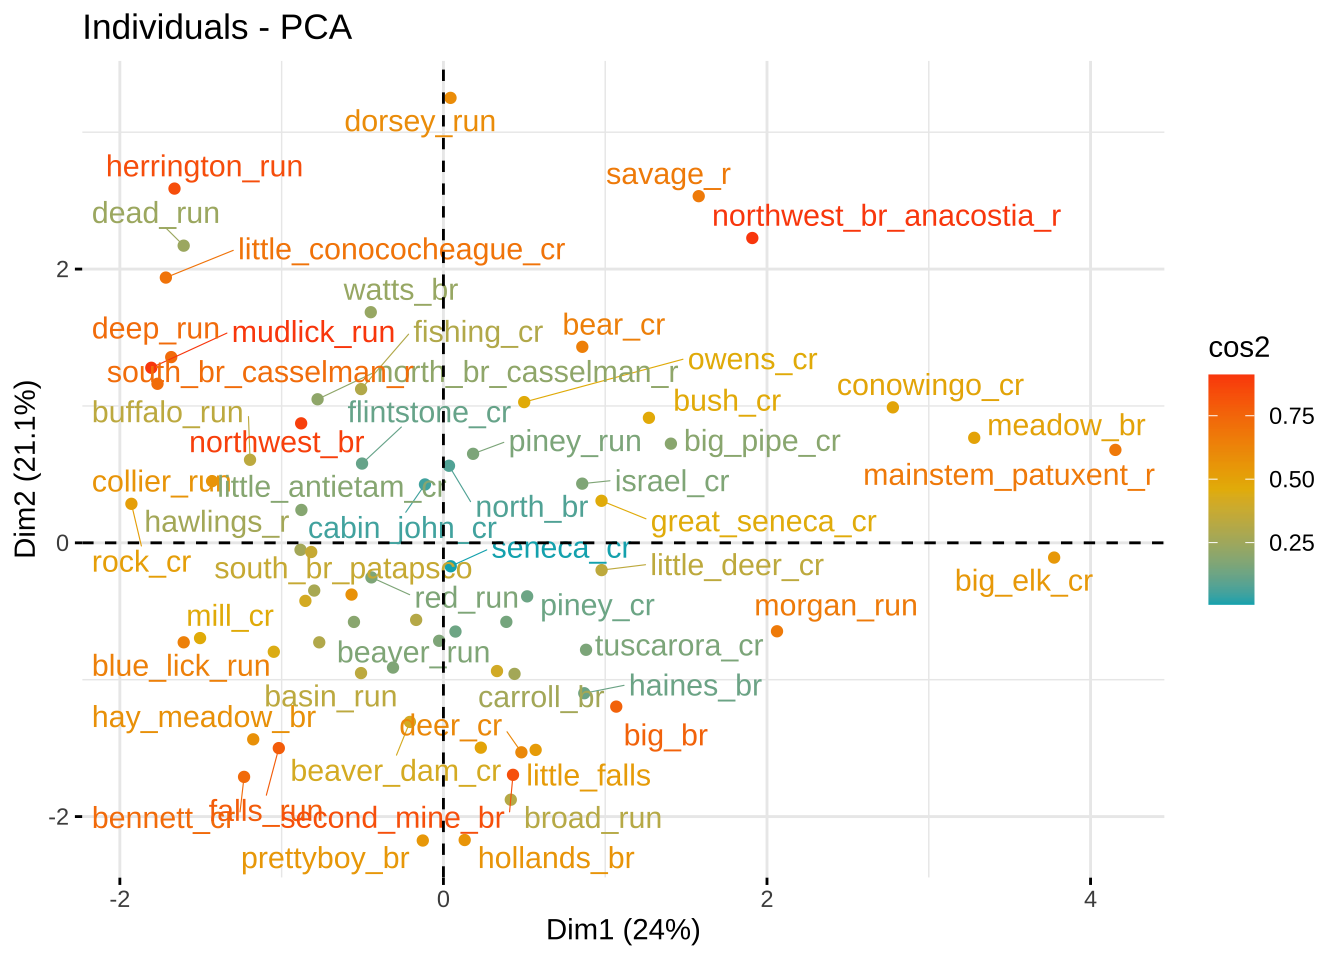 Individuals - PCA
dorsey_run
herrington_run
savage_r
dead_run
northwest_br_anacostia_r
little_conococheague_cr
2
watts_br
deep_run
mudlick_run
fishing_cr
bear_cr
cos2
owens_cr
south_br_casselman_r
north_br_casselman_r
conowingo_cr
buffalo_run
flintstone_cr
bush_cr
0.75
meadow_br
northwest_br
piney_run
big_pipe_cr
mainstem_patuxent_r
collier_run
little_antietam_cr
israel_cr
0.50
north_br
hawlings_r
cabin_john_cr
great_seneca_cr
0
0.25
seneca_cr
rock_cr
south_br_patapsco
little_deer_cr
big_elk_cr
red_run
piney_cr
morgan_run
mill_cr
beaver_run
tuscarora_cr
blue_lick_run
basin_run
carroll_br
haines_br
hay_meadow_br
deer_cr
big_br
beaver_dam_cr
little_falls
falls_run
-2
bennett_cr
second_mine_br
broad_run
prettyboy_br
hollands_br
-2
0
2
4
Dim1 (24%)
Dim2 (21.1%)